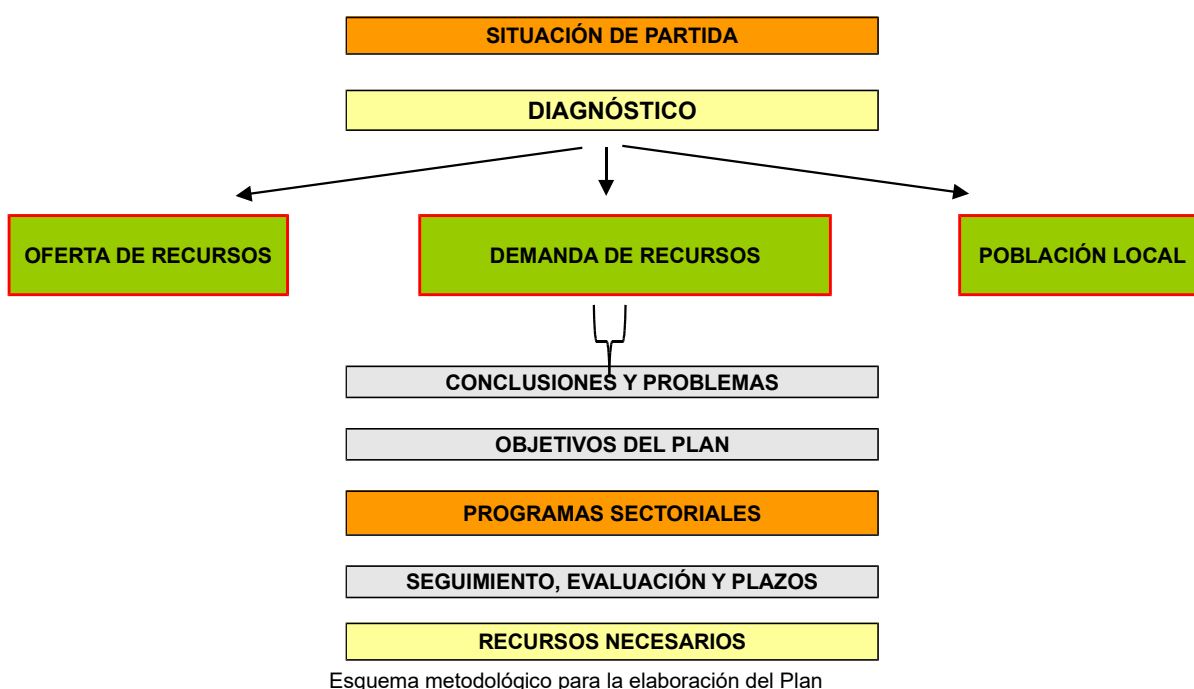 SITUACIÓN DE PARTIDA
DIAGNÓSTICO
OFERTA DE RECURSOS
DEMANDA DE RECURSOS
POBLACIÓN LOCAL
CONCLUSIONES Y PROBLEMAS
OBJETIVOS DEL PLAN
PROGRAMAS SECTORIALES
SEGUIMIENTO, EVALUACIÓN Y PLAZOS
RECURSOS NECESARIOS
Esquema metodológico para la elaboración del Plan